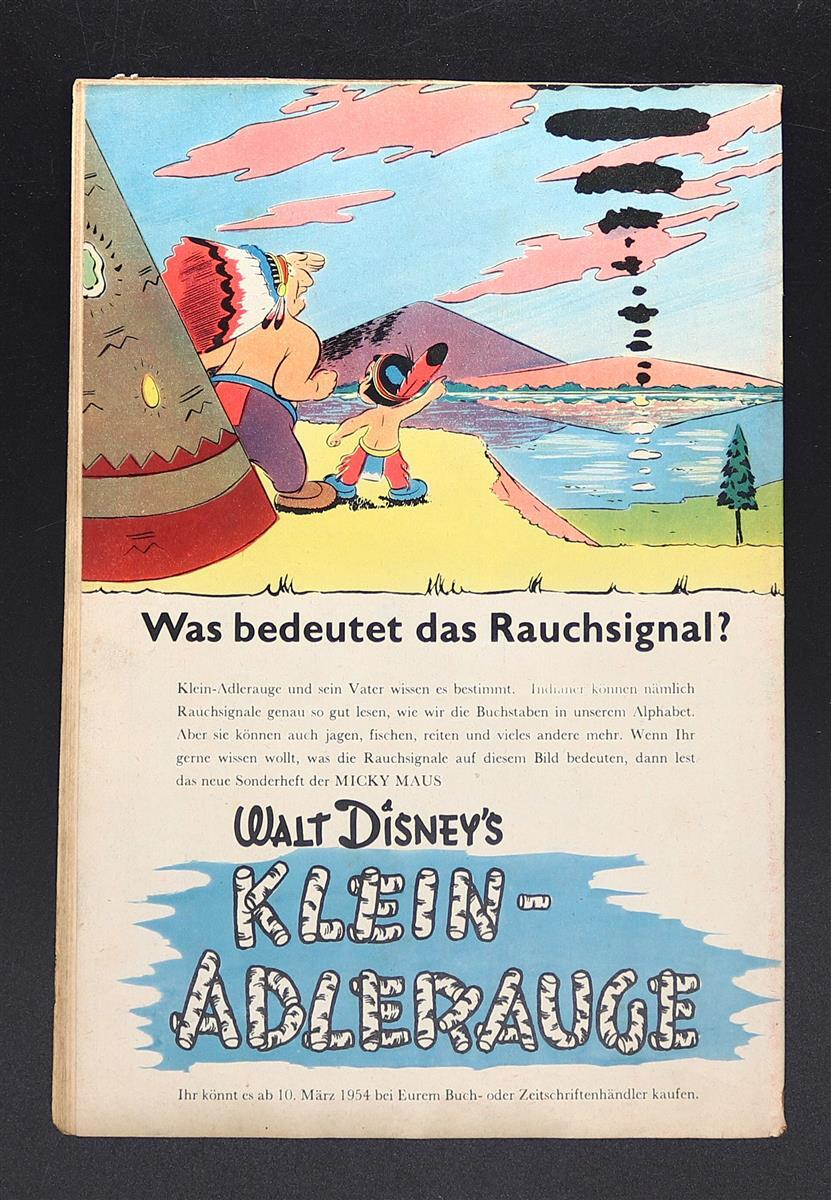 Was bedeutet das Rauchsignal?
Klein-Adlerauge und sein Vater wissen es bestimmt. Indianer können nämlich
Rauchsignale genau so gut lesen, wie wir die Buchstaben in unserem Alphabet.
Aber sie können auch jagen, fischen, reiten und vieles andere mehr. Wenn Ihr
gerne wissen wollt, was die Rauchsignale auf diesem Bild bedeuten, dann lest
das neue Sonderheft der MICKY MAUS
WALT DISNEY'S
KLEIN-
ADLERAUGE
Ihr könnt es ab 10. März 1954 bei Eurem Buch- oder Zeitschriftenhändler kaufen.